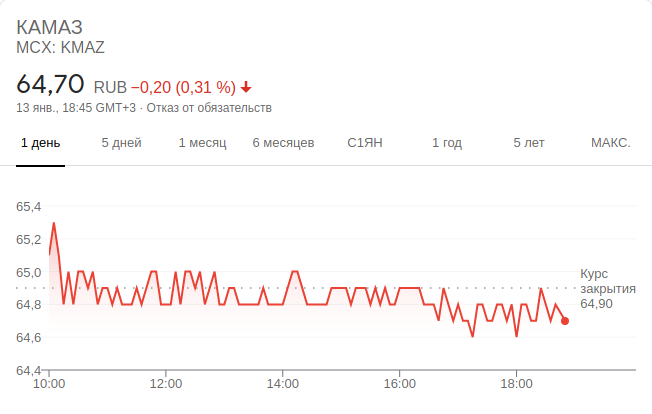 КАМАЗ
MCX: KMAZ
64,70 RUB −0,20 (0,31 %)
13 янв., 18:45 GMT+3 · Отказ от обязательств
1 день 5 дней 1 месяц 6 месяцев С1ЯН 1 год 5 лет МАКС.
65,4
65,2
65,0
64,8
64,6
64,4
Курс
закрытия
64,90
10:00 12:00 14:00 16:00 18:00